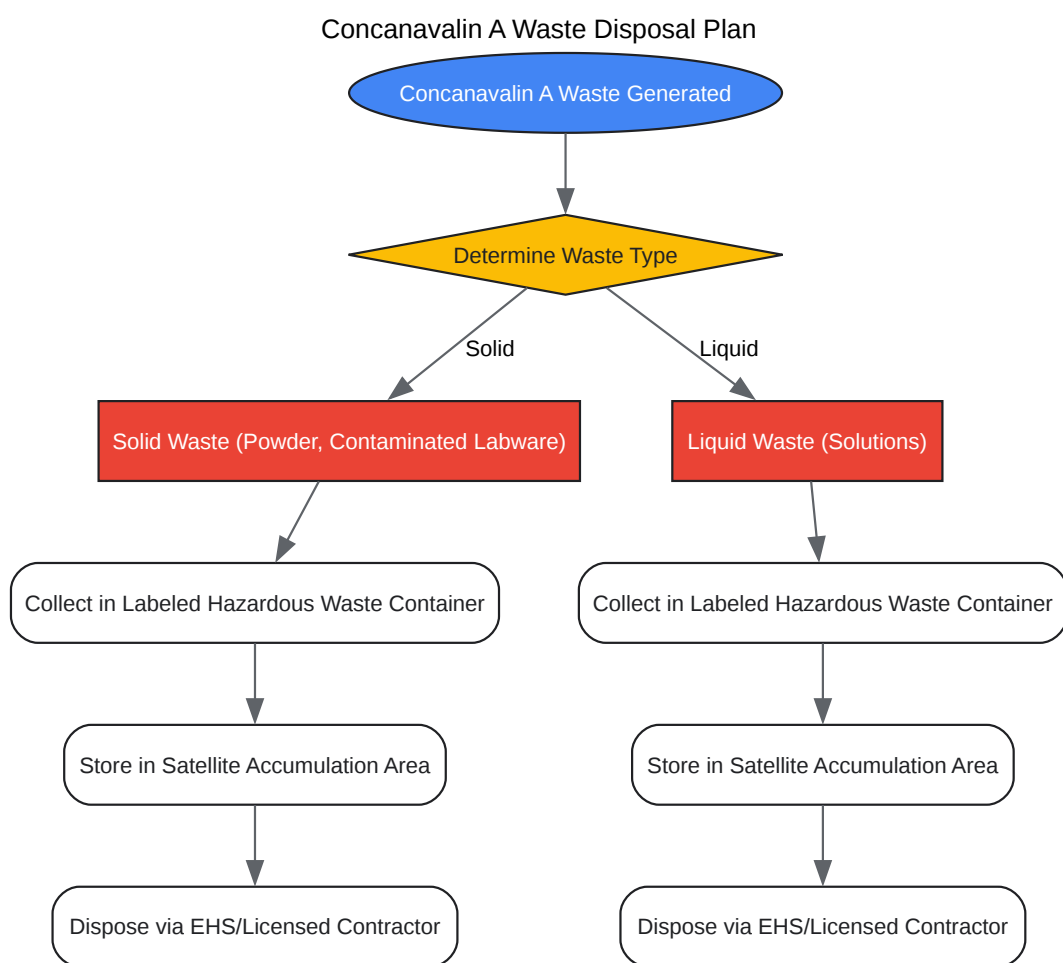 Concanavalin A Waste Disposal Plan
Concanavalin A Waste Generated
Determine Waste Type
Solid
Liquid
Solid Waste (Powder, Contaminated Labware)
Liquid Waste (Solutions)
Collect in Labeled Hazardous Waste Container
Collect in Labeled Hazardous Waste Container
Store in Satellite Accumulation Area
Store in Satellite Accumulation Area
Dispose via EHS/Licensed Contractor
Dispose via EHS/Licensed Contractor